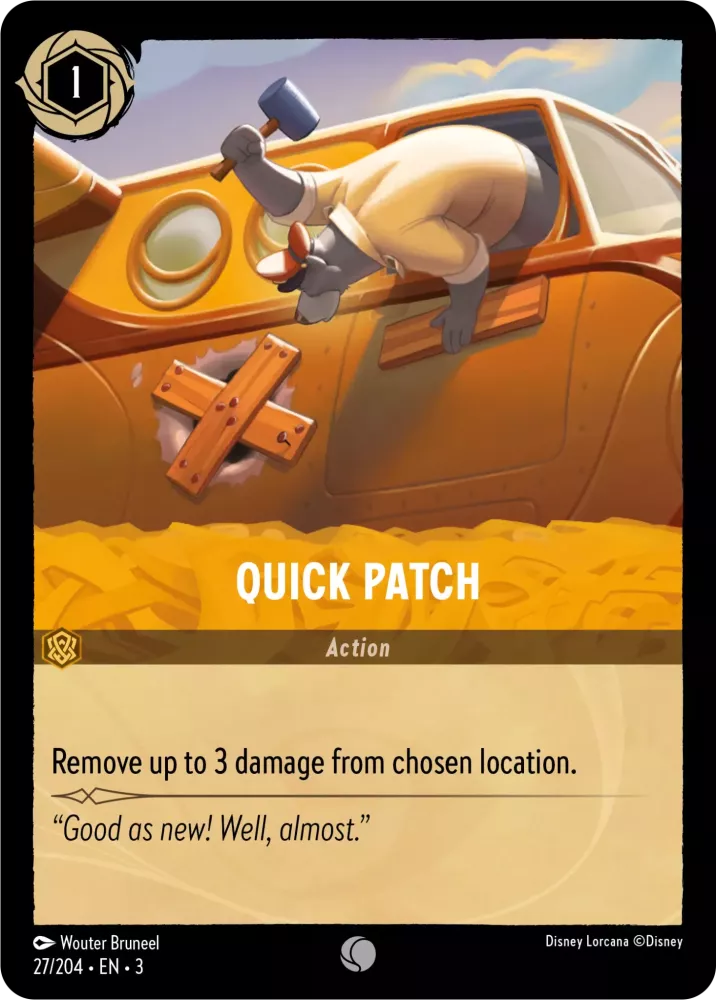 1
QUICK PATCH
Action
Remove up to 3 damage from chosen location.
“Good as new! Well, almost.”
Wouter Bruneel
Disney Lorcana ©Disney
27/204 • EN • 3